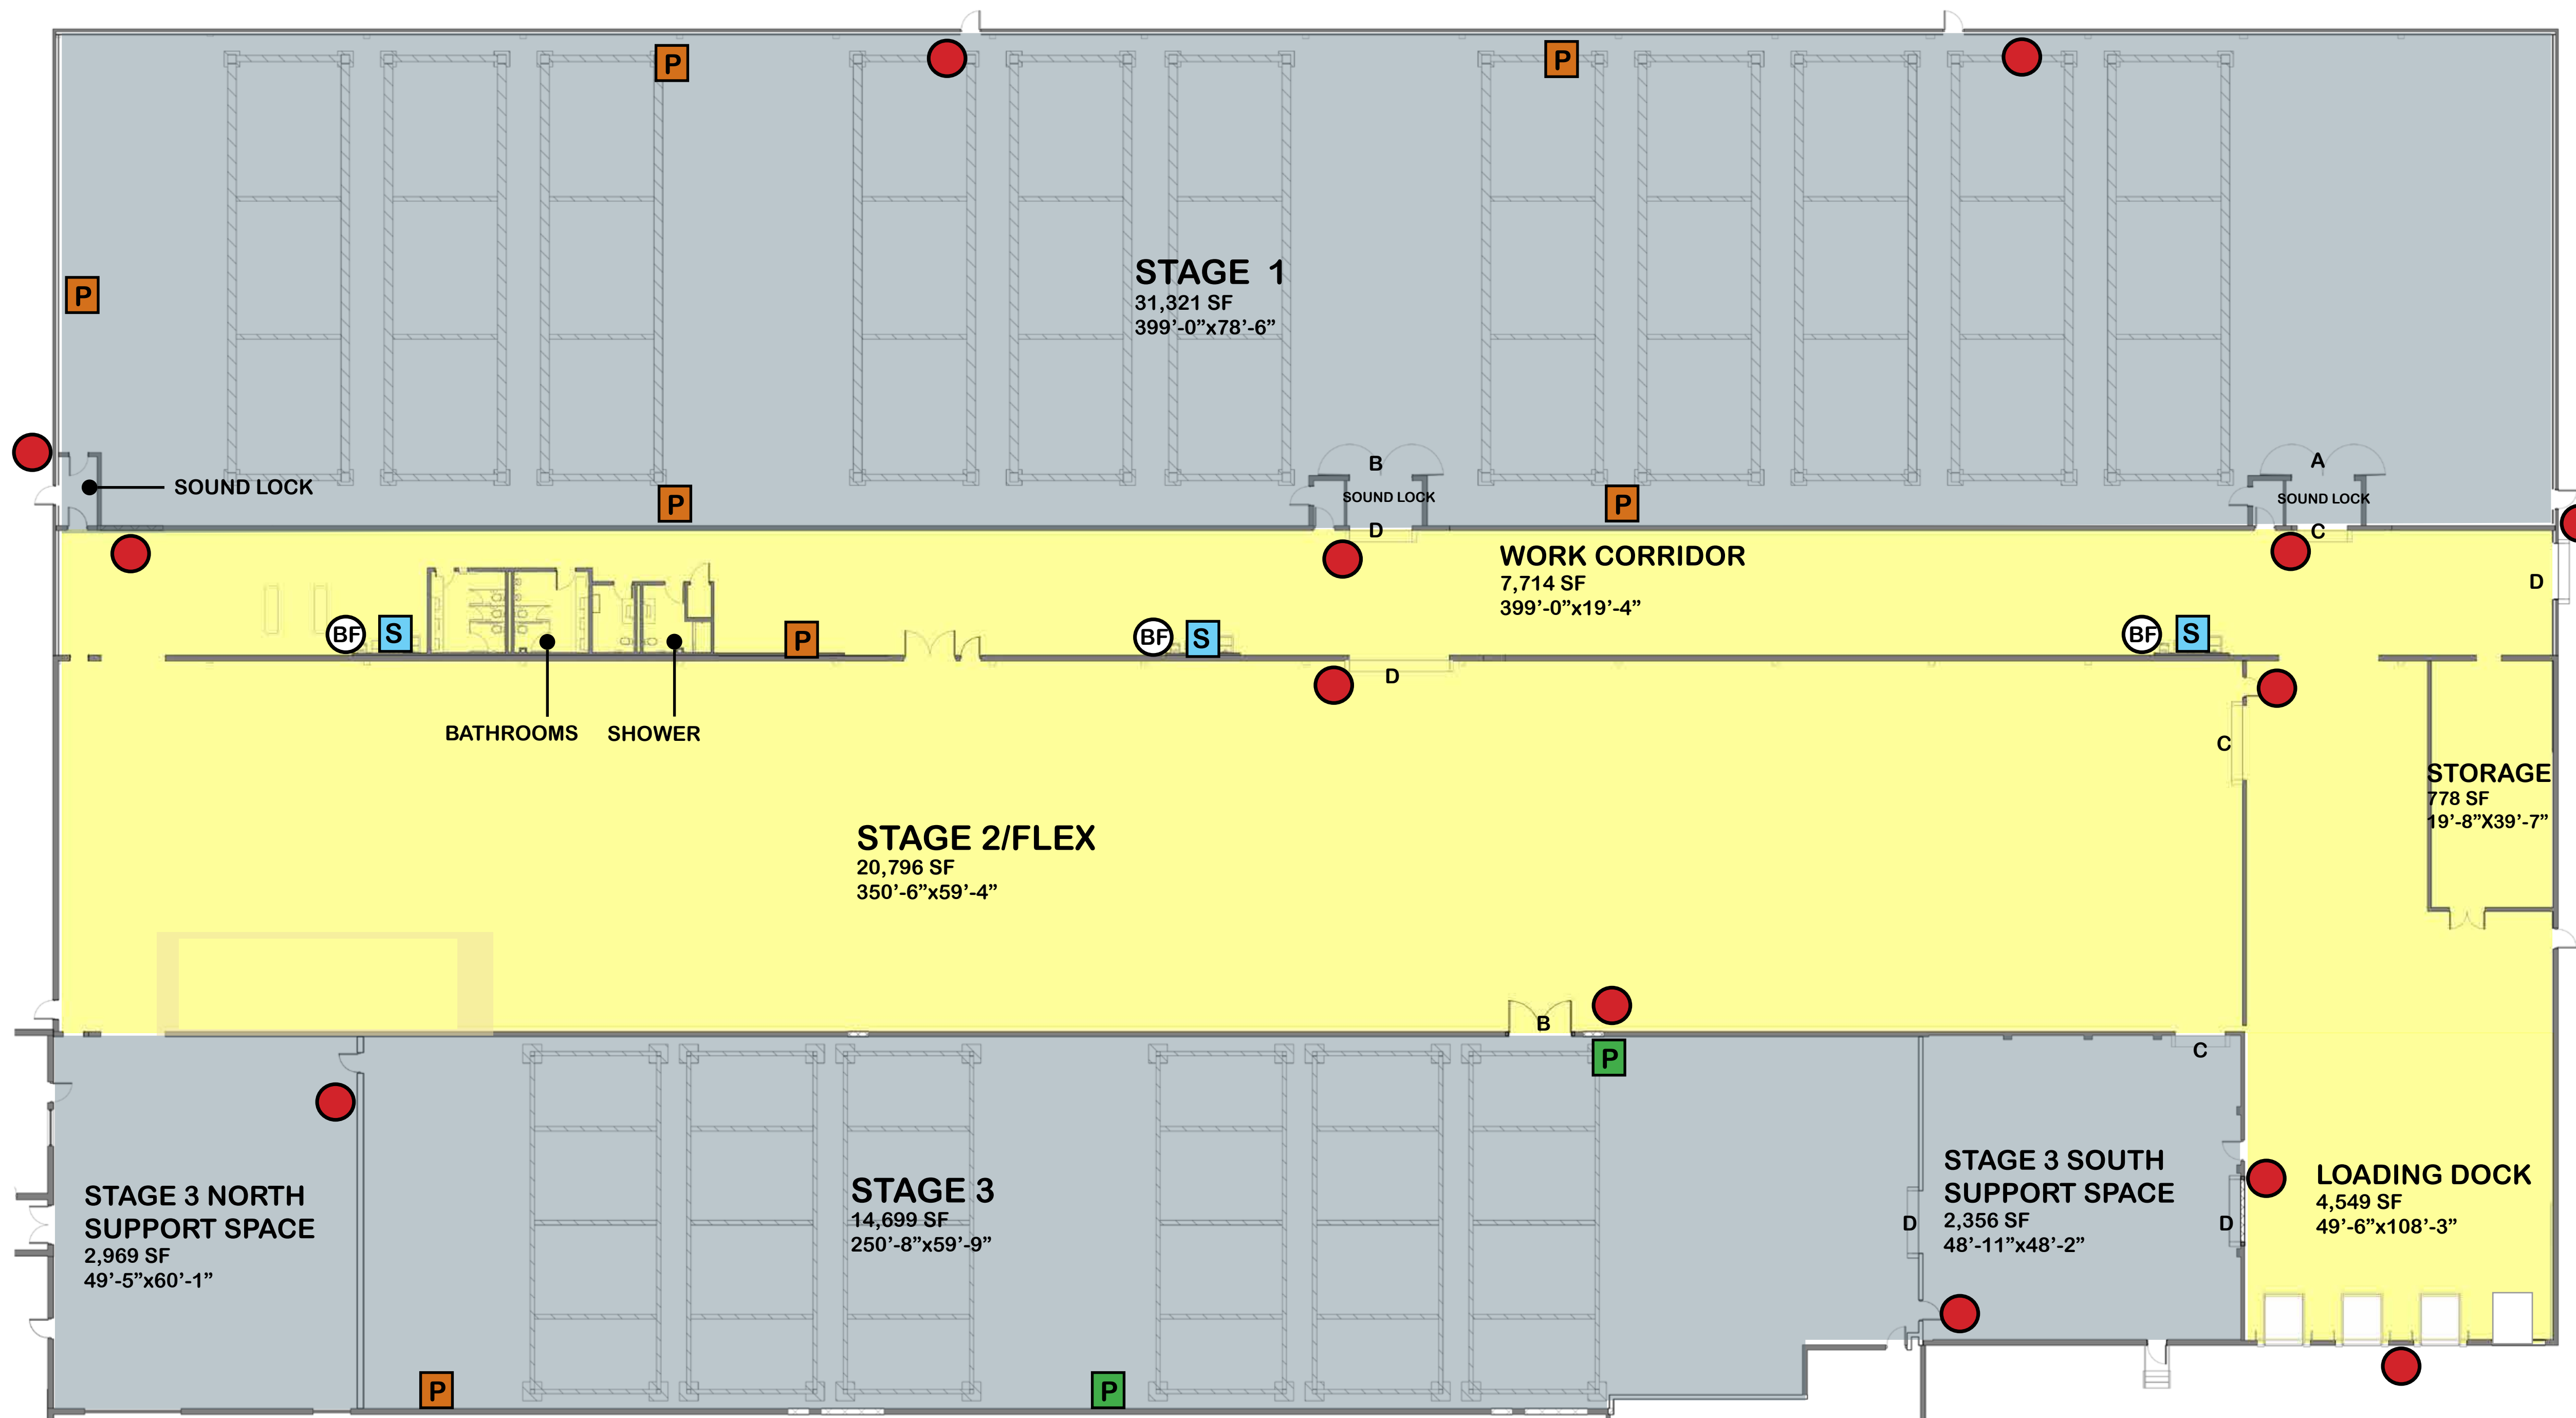 P
P
STAGE 1
31,321 SF
399'-0”x78'-6”
P
B
A
SOUND LOCK
P
SOUND LOCK
P
SOUND LOCK
D
C
WORK CORRIDOR
7,714 SF
399'-0”x19'-4”
D
BF
S
P
BF
S
BF
S
D
BATHROOMS
SHOWER
C
STORAGE
778 SF
19'-8”X39'-7”
STAGE 2/FLEX
20,796 SF
350'-6”x59'-4”
B
P
C
STAGE 3 NORTH
SUPPORT SPACE
2,969 SF
49'-5”x60'-1”
STAGE 3
14,699 SF
250'-8”x59'-9”
D
STAGE 3 SOUTH
SUPPORT SPACE
2,356 SF
48'-11”x48'-2”
D
LOADING DOCK
4,549 SF
49'-6”x108'-3”
P
P